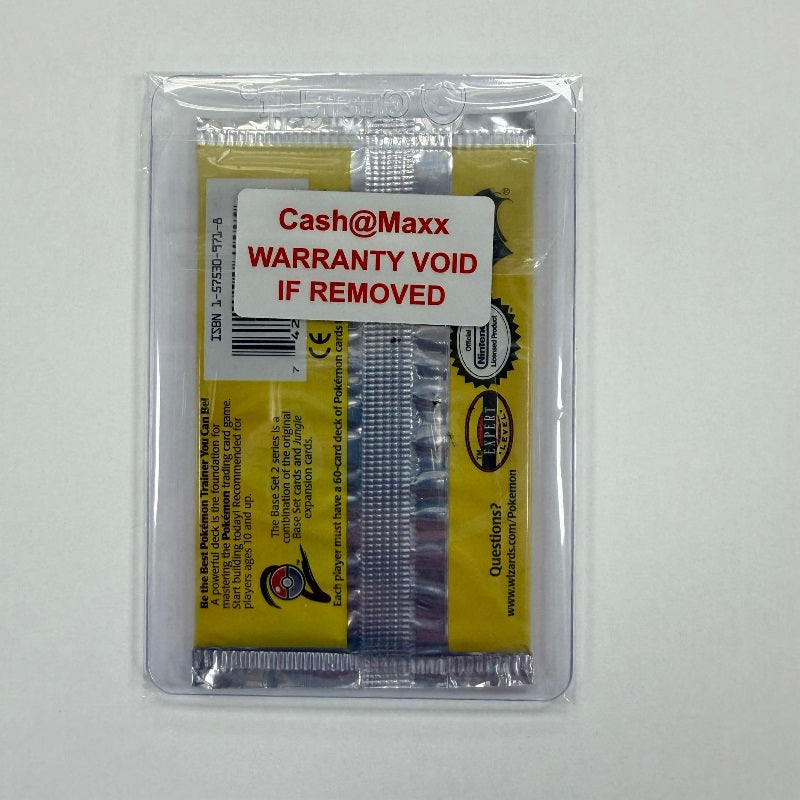 Cash@Maxx
WARRANTY VOID
IF REMOVED
ISBN 1-57530-971-8
7
42
CE
Official
Nintendo
Licensed Product
®
EXPERT
LEVEL
TM
Be the Best Pokémon Trainer You Can Be!
A powerful deck is the foundation for
mastering the Pokémon trading card game.
Start building today! Recommended for
players ages 10 and up.
The Base Set 2 series is a
combination of the original
Base Set cards and Jungle
expansion cards.
Each player must have a 60-card deck of Pokémon cards
Questions?
www.wizards.com/Pokemon